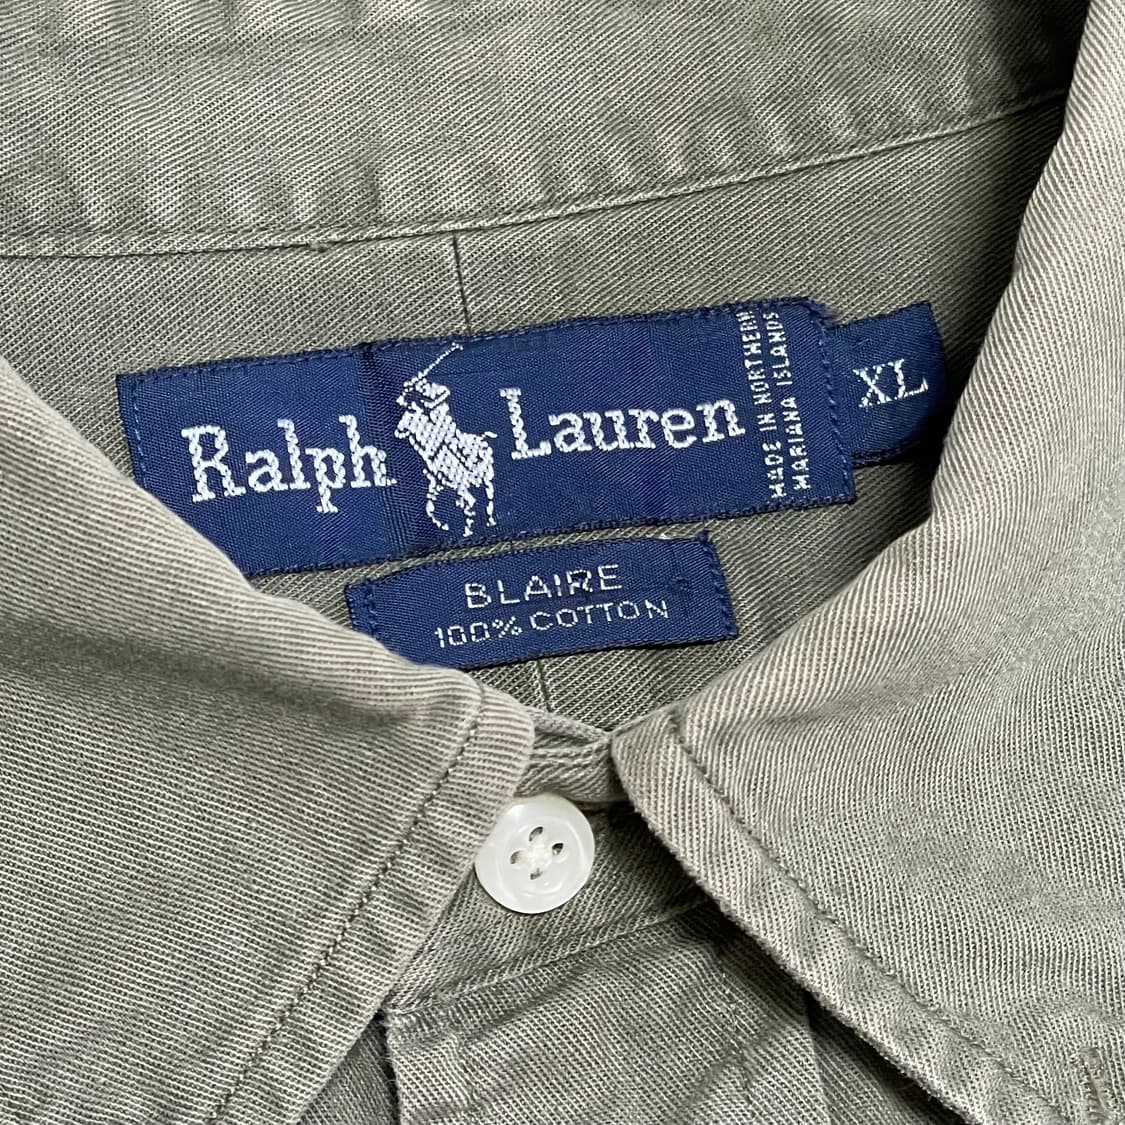 Ralph Lauren
MADE IN NORTHERN
MARIANA ISLANDS
XL
BLAIRE
100% COTTON